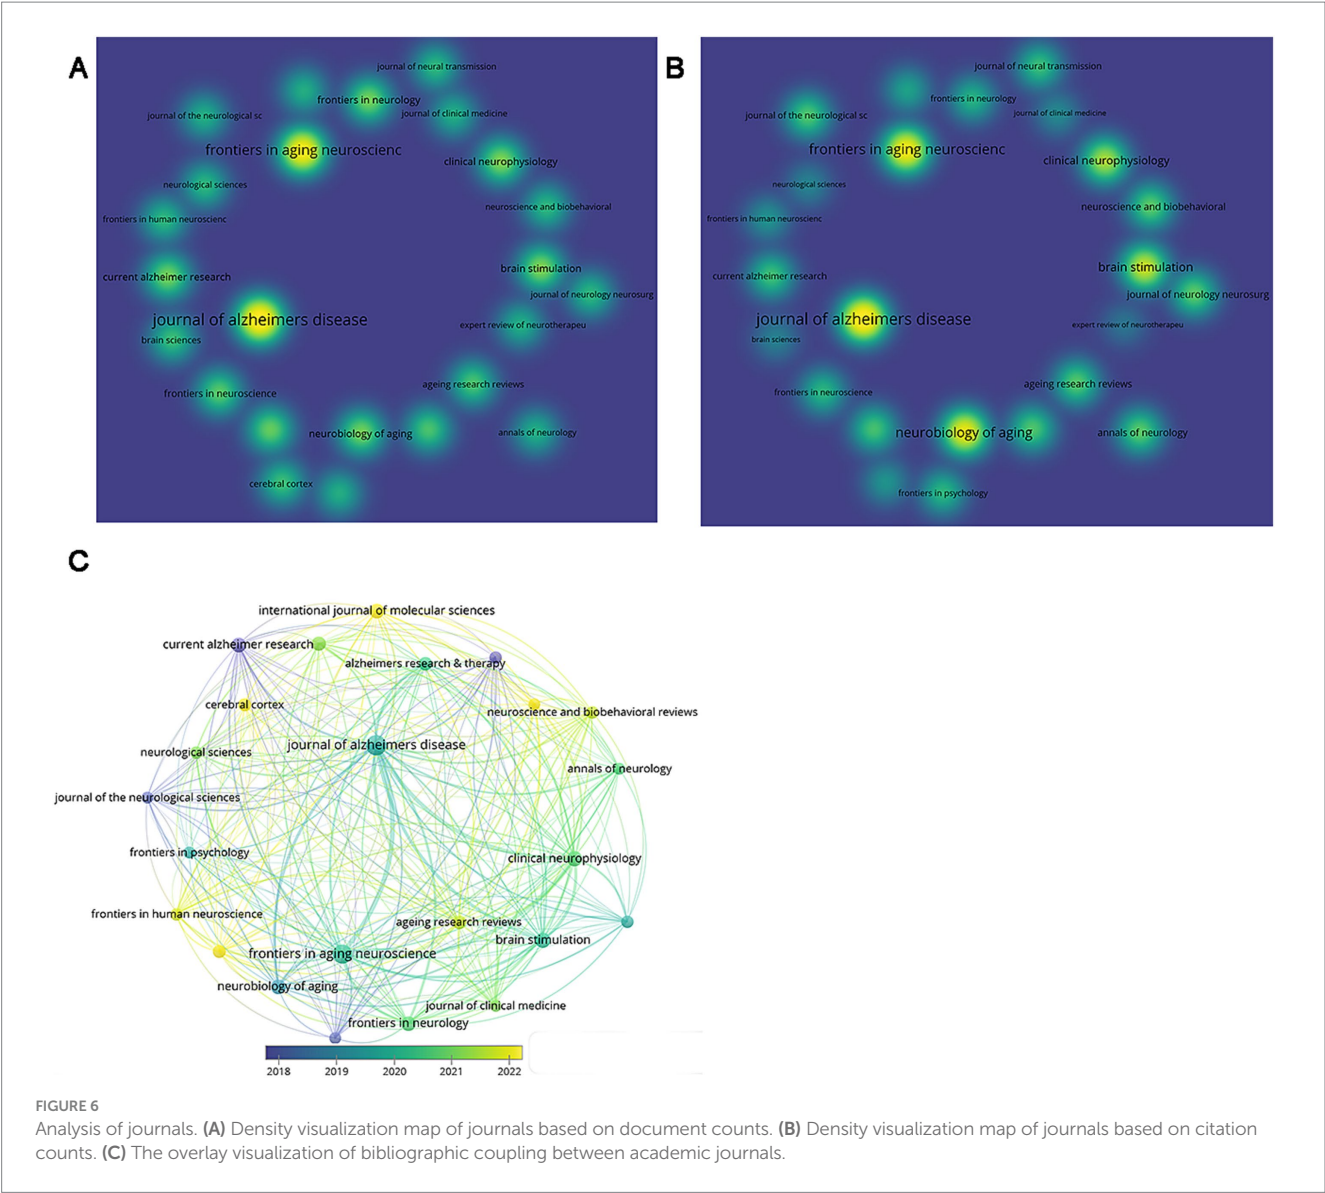 A
journal of neural transmission
frontiers in neurology
journal of the neurological sc
journal of clinical medicine
frontiers in aging neuroscienc
clinical neurophysiology
neurological sciences
neuroscience and biobehavioral
frontiers in human neuroscienc
brain stimulation
current alzheimer research
journal of neurology neurosurg
journal of alzheimers disease
expert review of neurotherapeu
brain sciences
ageing research reviews
frontiers in neuroscience
neurobiology of aging
annals of neurology
cerebral cortex
B
journal of neural transmission
frontiers in neurology
journal of the neurological sc
journal of clinical medicine
frontiers in aging neuroscienc
clinical neurophysiology
neurological sciences
neuroscience and biobehavioral
frontiers in human neuroscienc
brain stimulation
current alzheimer research
journal of neurology neurosurg
journal of alzheimers disease
expert review of neurotherapeu
brain sciences
ageing research reviews
frontiers in neuroscience
neurobiology of aging
annals of neurology
frontiers in psychology
C
international journal of molecular sciences
current alzheimer research
alzheimers research & therapy
cerebral cortex
neuroscience and biobehavioral reviews
journal of alzheimers disease
neurological sciences
annals of neurology
journal of the neurological sciences
frontiers in psychology
clinical neurophysiology
frontiers in human neuroscience
ageing research reviews
brain stimulation
frontiers in aging neuroscience
neurobiology of aging
journal of clinical medicine
frontiers in neurology
2018 2019 2020 2021 2022
FIGURE 6
Analysis of journals. (A) Density visualization map of journals based on document counts. (B) Density visualization map of journals based on citation
counts. (C) The overlay visualization of bibliographic coupling between academic journals.